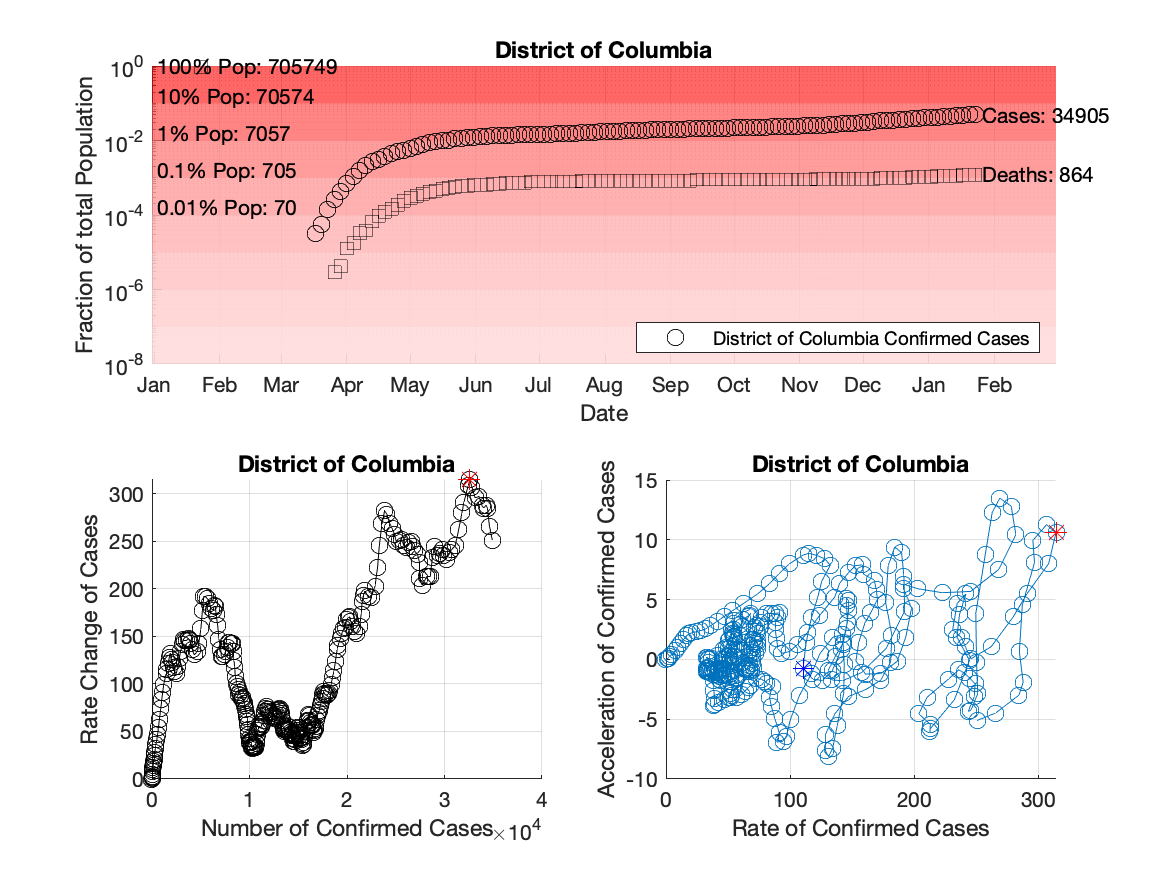 District of Columbia
10^0
10^-2
10^-4
10^-6
10^-8
Fraction of total Population
100% Pop: 705749
10% Pop: 70574
1% Pop: 7057
0.1% Pop: 705
0.01% Pop: 70
Cases: 34905
Deaths: 864
District of Columbia Confirmed Cases
Jan Feb Mar Apr May Jun Jul Aug Sep Oct Nov Dec Jan Feb
Date
District of Columbia
300
250
200
150
100
50
0
Rate Change of Cases
0 1 2 3 4
Number of Confirmed Cases ×10^4
District of Columbia
15
10
5
0
-5
-10
Acceleration of Confirmed Cases
0 100 200 300
Rate of Confirmed Cases